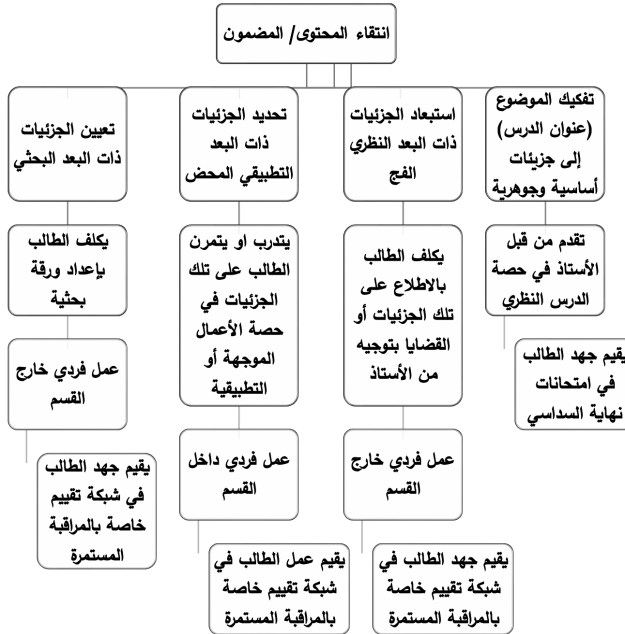 انتقاء المحتوى/ المضمون
تفكيك الموضوع
(عنوان الدرس)
إلى جزيئات
أساسية وجوهرية
تقدم من قبل
الأستاذ في حصة
الدرس النظري
يقيم جهد الطالب
في امتحانات
نهاية السداسي
استبعاد الجزئيات
ذات البعد النظري
الفج
يكلف الطالب
بالاطلاع على
تلك الجزئيات أو
القضايا بتوجيه
من الأستاذ
عمل فردي خارج
القسم
يقيم جهد الطالب في
شبكة تقييم خاصة
بالمراقبة المستمرة
تحديد الجزئيات
ذات البعد
التطبيقي المحض
يتدرب او يتمرن
الطالب على تلك
الجزئيات في
حصة الأعمال
الموجهة أو
التطبيقية
عمل فردي داخل
القسم
يقيم عمل الطالب في
شبكة تقييم خاصة
بالمراقبة المستمرة
تعيين الجزئيات
ذات البعد البحثي
يكلف الطالب
بإعداد ورقة
بحثية
عمل فردي خارج
القسم
يقيم جهد الطالب
في شبكة تقييم
خاصة بالمراقبة
المستمرة